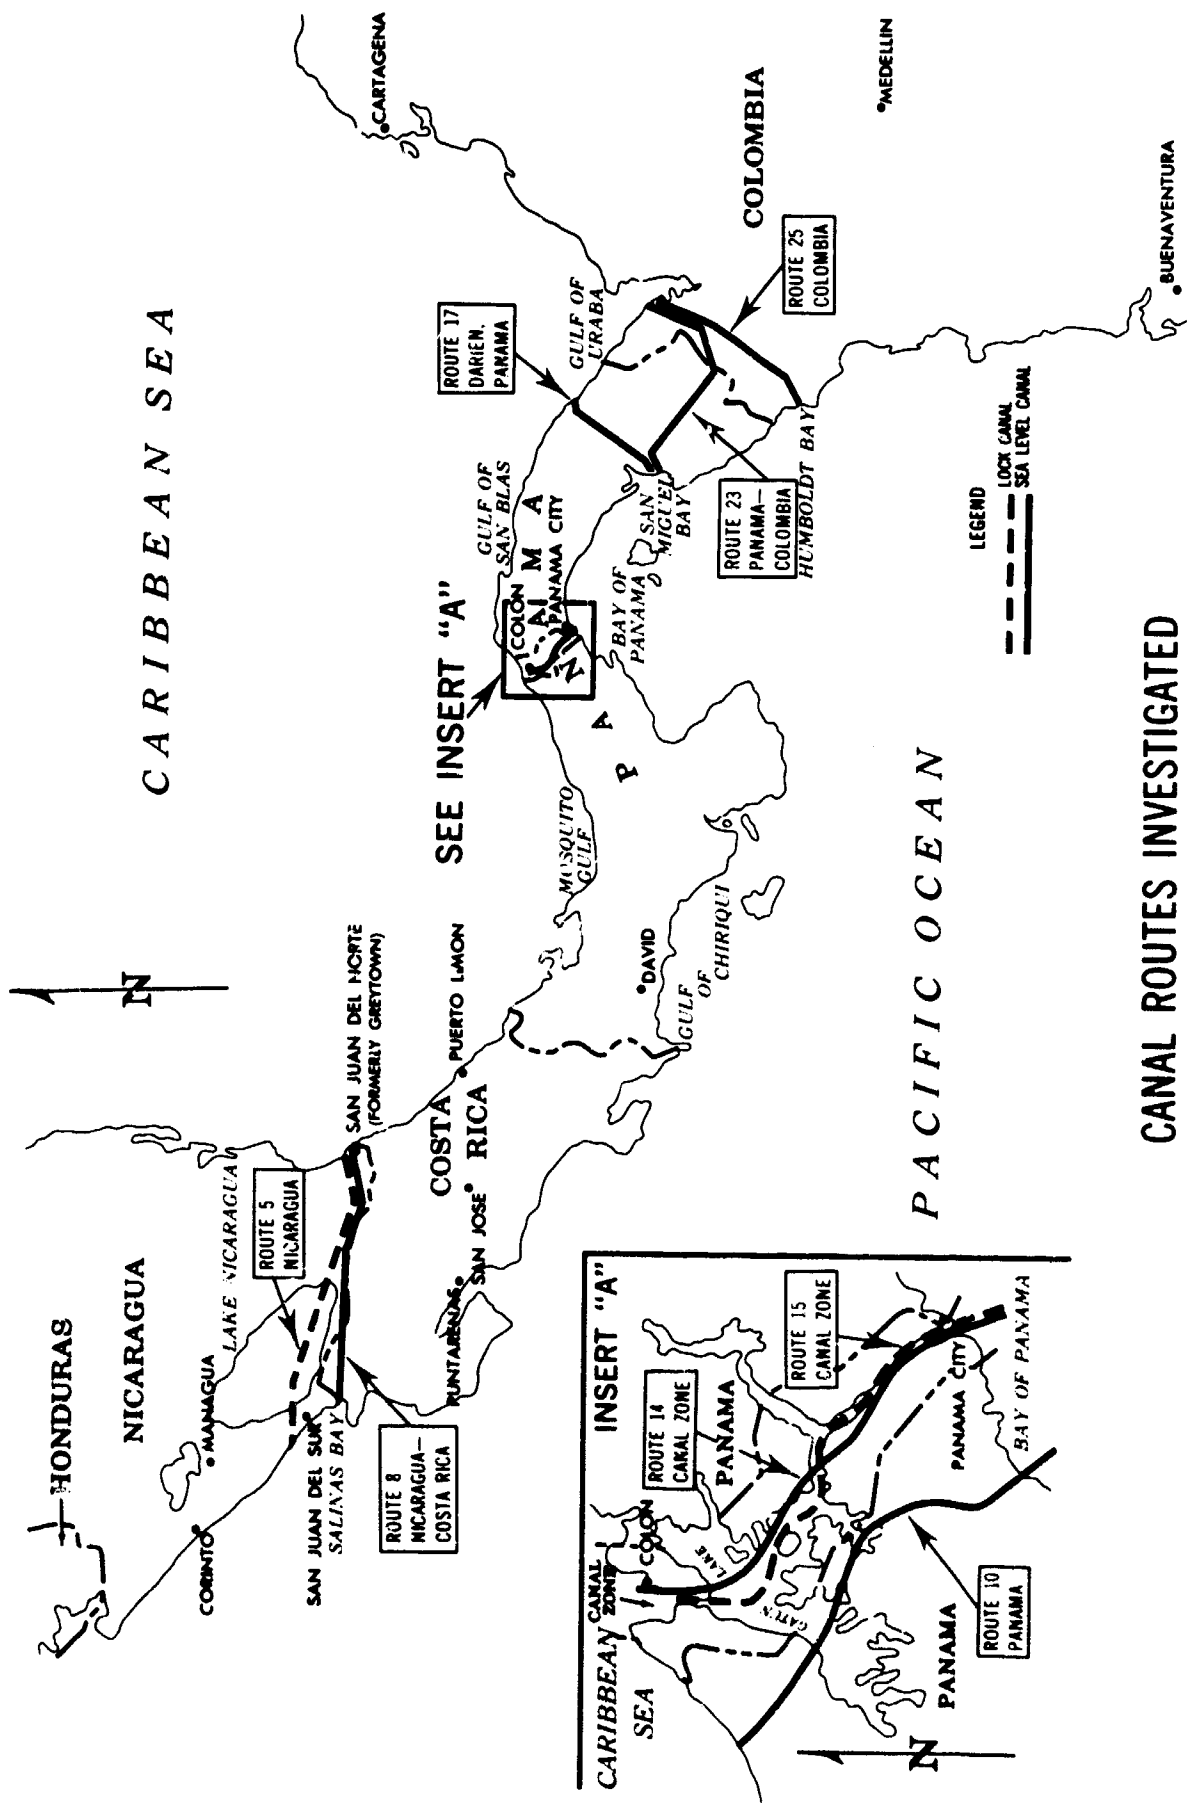 CARIBBEAN SEA
HONDURAS
NICARAGUA
MANAGUA
CORINTO
LAKE NICARAGUA
ROUTE 5
NICARAGUA
SAN JUAN DEL SUR
SALINAS BAY
ROUTE 8
NICARAGUA—
COSTA RICA
N
SAN JUAN DEL NORTE
(FORMERLY GREYTOWN)
PUERTO LIMON
COSTA
RICA
SAN JOSE
PUNTARENAS
DAVID
GULF
OF
CHIRIQUI
MOSQUITO
GULF
SEE INSERT "A"
PANAMA
COLON
PANAMA CITY
GULF OF
SAN BLAS
BAY OF
PANAMA
SAN
MIGUEL
BAY
ROUTE 17
DARIEN,
PANAMA
GULF OF
URABA
CARTAGENA
COLOMBIA
MEDELLIN
ROUTE 25
COLOMBIA
ROUTE 23
PANAMA—
COLOMBIA
HUMBOLDT BAY
BUENAVENTURA
PACIFIC OCEAN
LEGEND
LOCK CANAL
SEA LEVEL CANAL
INSERT "A"
CARIBBEAN
SEA
CANAL
ZONE
COLON
LAKE
GATUN
ROUTE 14
CANAL ZONE
PANAMA
ROUTE 15
CANAL ZONE
PANAMA CITY
BAY OF PANAMA
ROUTE 10
PANAMA
PANAMA
N
CANAL ROUTES INVESTIGATED